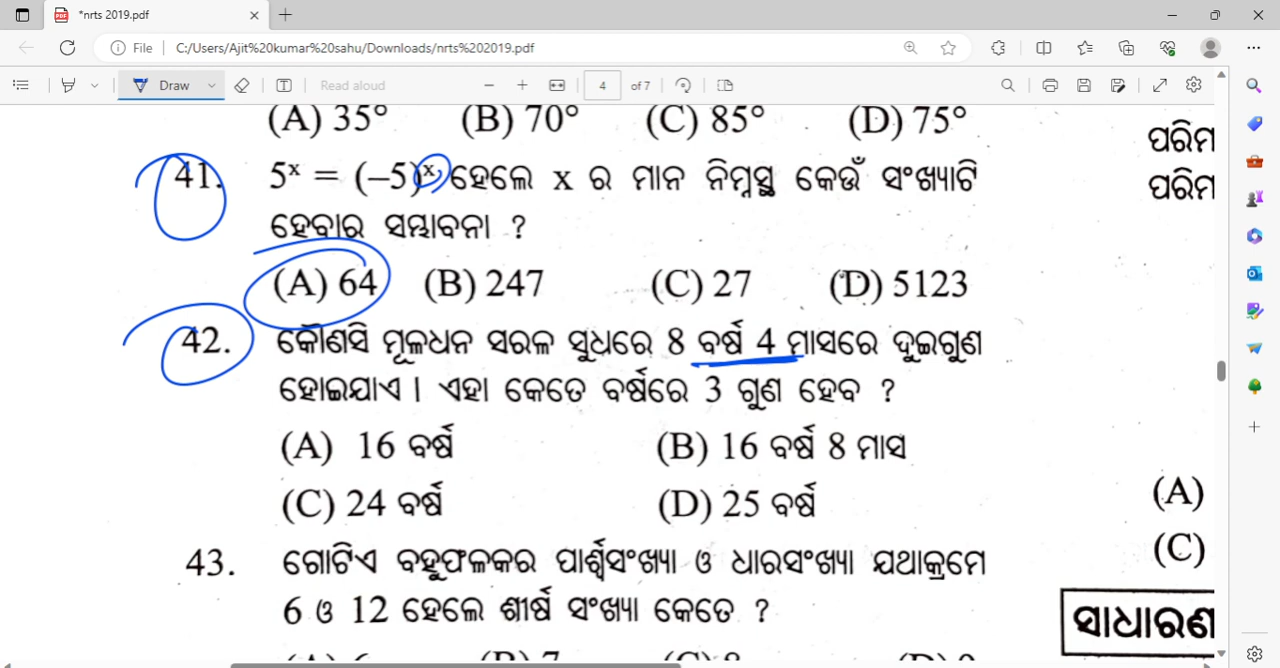 *nrts 2019.pdf
File C:/Users/Ajit%20kumar%20sahu/Downloads/nrts%202019.pdf
Draw Read aloud 4 of 7
(A) 35° (B) 70° (C) 85° (D) 75°
41. 5ˣ = (–5)ˣ ହେଲେ x ର ମାନ ନିମ୍ନସ୍ଥ କେଉଁ ସଂଖ୍ୟାଟି
ହେବାର ସମ୍ଭାବନା ?
(A) 64 (B) 247 (C) 27 (D) 5123
42. କୌଣସି ମୂଳଧନ ସରଳ ସୁଧରେ 8 ବର୍ଷ 4 ମାସରେ ଦୁଇଗୁଣ
ହୋଇଯାଏ । ଏହା କେତେ ବର୍ଷରେ 3 ଗୁଣ ହେବ ?
(A) 16 ବର୍ଷ (B) 16 ବର୍ଷ 8 ମାସ
(C) 24 ବର୍ଷ (D) 25 ବର୍ଷ
43. ଗୋଟିଏ ବହୁଫଳକର ପାର୍ଶ୍ୱସଂଖ୍ୟା ଓ ଧାରସଂଖ୍ୟା ଯଥାକ୍ରମେ
6 ଓ 12 ହେଲେ ଶୀର୍ଷ ସଂଖ୍ୟା କେତେ ?
ପରିମ
ପରିମ
(A)
(C)
ସାଧାରଣ